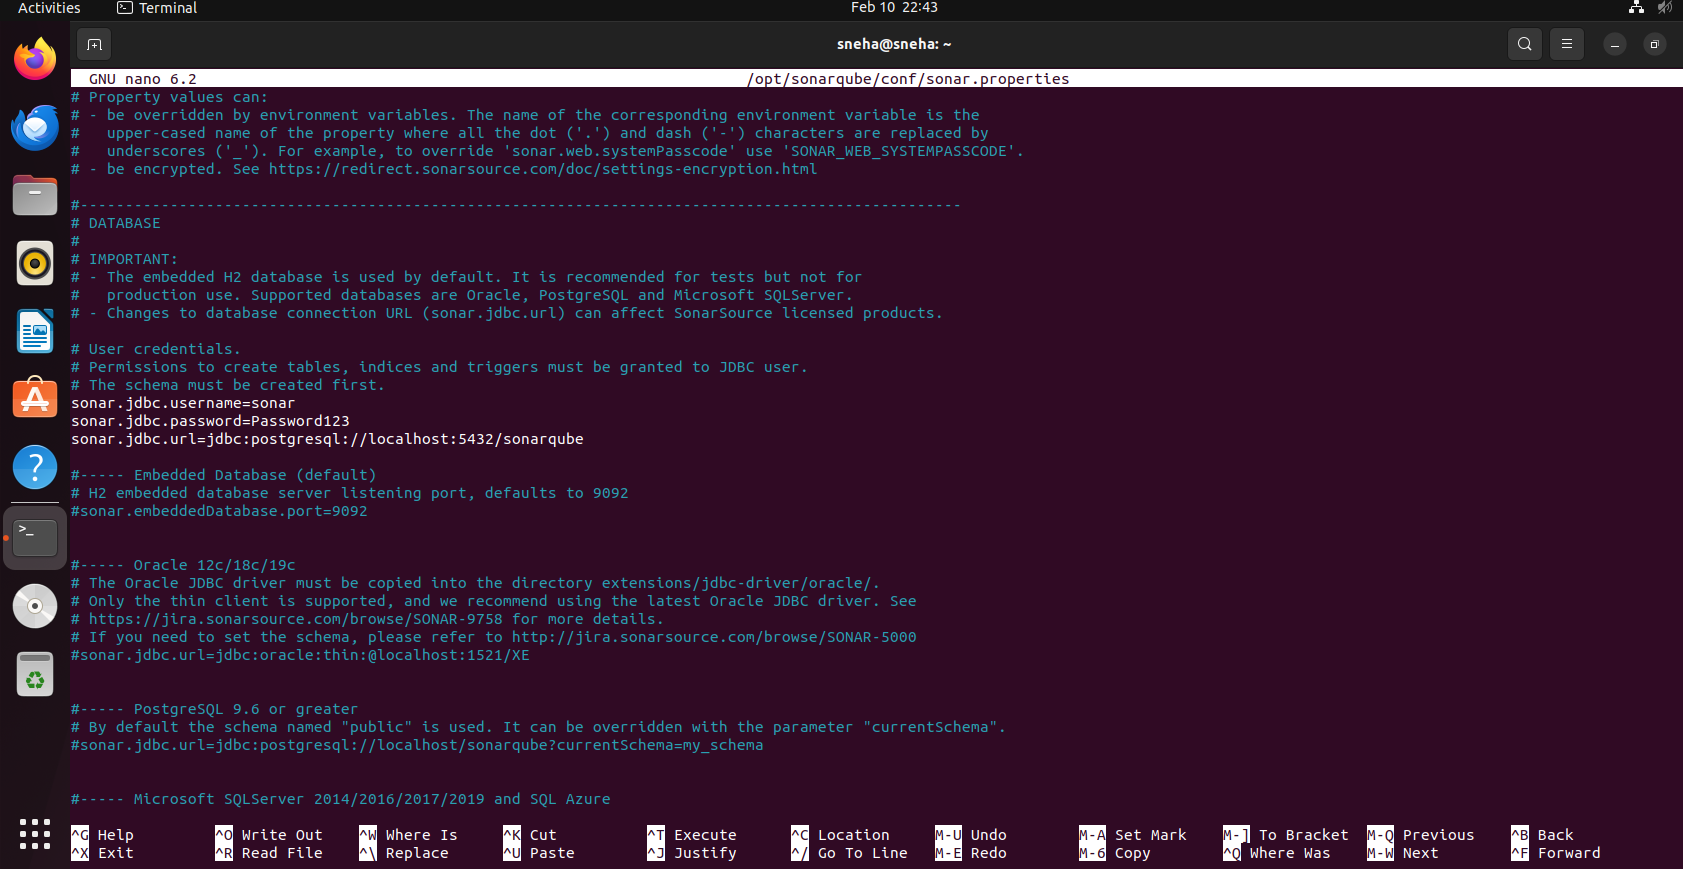 Activities Terminal Feb 10 22:43
sneha@sneha: ~
GNU nano 6.2 /opt/sonarqube/conf/sonar.properties
# Property values can:
# - be overridden by environment variables. The name of the corresponding environment variable is the
#   upper-cased name of the property where all the dot ('.') and dash ('-') characters are replaced by
#   underscores ('_'). For example, to override 'sonar.web.systemPasscode' use 'SONAR_WEB_SYSTEMPASSCODE'.
# - be encrypted. See https://redirect.sonarsource.com/doc/settings-encryption.html
#--------------------------------------------------------------------------------------------------
# DATABASE
#
# IMPORTANT:
# - The embedded H2 database is used by default. It is recommended for tests but not for
#   production use. Supported databases are Oracle, PostgreSQL and Microsoft SQLServer.
# - Changes to database connection URL (sonar.jdbc.url) can affect SonarSource licensed products.
# User credentials.
# Permissions to create tables, indices and triggers must be granted to JDBC user.
# The schema must be created first.
sonar.jdbc.username=sonar
sonar.jdbc.password=Password123
sonar.jdbc.url=jdbc:postgresql://localhost:5432/sonarqube
#----- Embedded Database (default)
# H2 embedded database server listening port, defaults to 9092
#sonar.embeddedDatabase.port=9092
#----- Oracle 12c/18c/19c
# The Oracle JDBC driver must be copied into the directory extensions/jdbc-driver/oracle/.
# Only the thin client is supported, and we recommend using the latest Oracle JDBC driver. See
# https://jira.sonarsource.com/browse/SONAR-9758 for more details.
# If you need to set the schema, please refer to http://jira.sonarsource.com/browse/SONAR-5000
#sonar.jdbc.url=jdbc:oracle:thin:@localhost:1521/XE
#----- PostgreSQL 9.6 or greater
# By default the schema named "public" is used. It can be overridden with the parameter "currentSchema".
#sonar.jdbc.url=jdbc:postgresql://localhost/sonarqube?currentSchema=my_schema
#----- Microsoft SQLServer 2014/2016/2017/2019 and SQL Azure
^G Help ^O Write Out ^W Where Is ^K Cut ^T Execute ^C Location M-U Undo M-A Set Mark M-] To Bracket M-Q Previous ^B Back
^X Exit ^R Read File ^\ Replace ^U Paste ^J Justify ^/ Go To Line M-E Redo M-6 Copy ^Q Where Was M-W Next ^F Forward